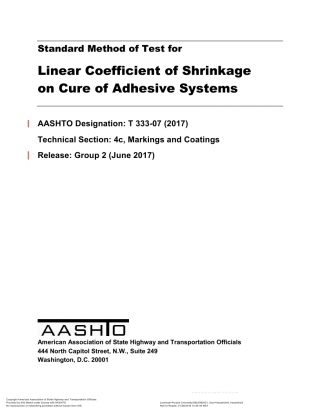 Standard Method of Test for
Linear Coefficient of Shrinkage
on Cure of Adhesive Systems
AASHTO Designation: T 333-07 (2017)
Technical Section: 4c, Markings and Coatings
Release: Group 2 (June 2017)
AASHTO
American Association of State Highway and Transportation Officials
444 North Capitol Street, N.W., Suite 249
Washington, D.C. 20001